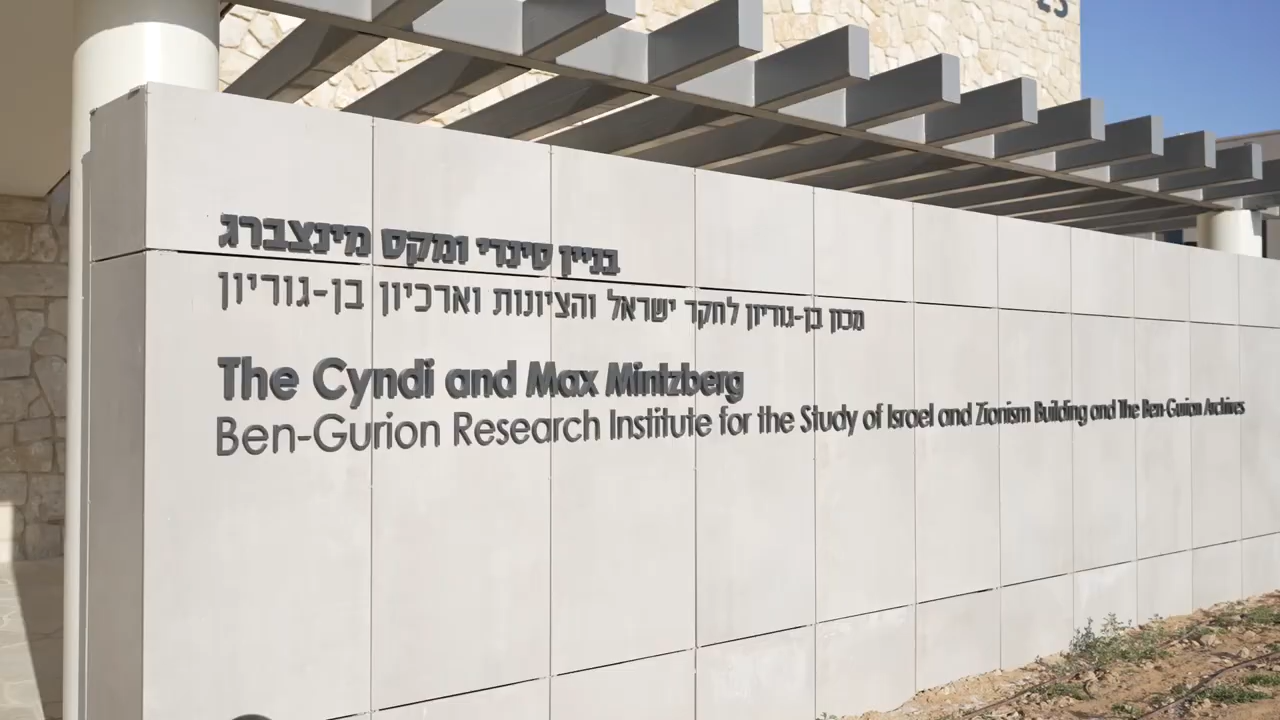 בניין סינדי ומקס מינצברג
מכון בן-גוריון לחקר ישראל והציונות וארכיון בן-גוריון
The Cyndi and Max Mintzberg
Ben-Gurion Research Institute for the Study of Israel and Zionism Building and The Ben-Gurion Archives